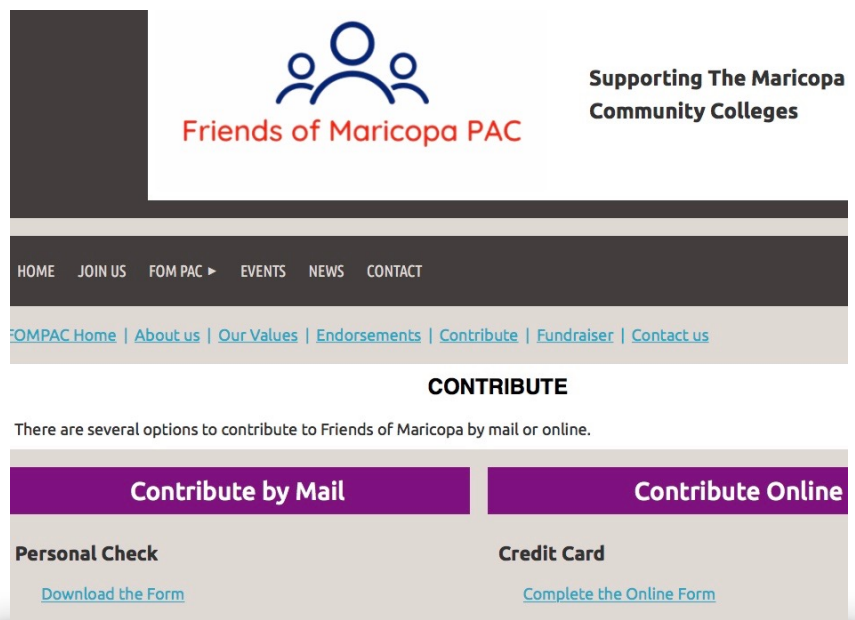 Friends of Maricopa PAC
Supporting The Maricopa
Community Colleges
HOME JOIN US FOM PAC ▸ EVENTS NEWS CONTACT
FOMPAC Home | About us | Our Values | Endorsements | Contribute | Fundraiser | Contact us
CONTRIBUTE
There are several options to contribute to Friends of Maricopa by mail or online.
Contribute by Mail
Contribute Online
Personal Check
Credit Card
Download the Form
Complete the Online Form